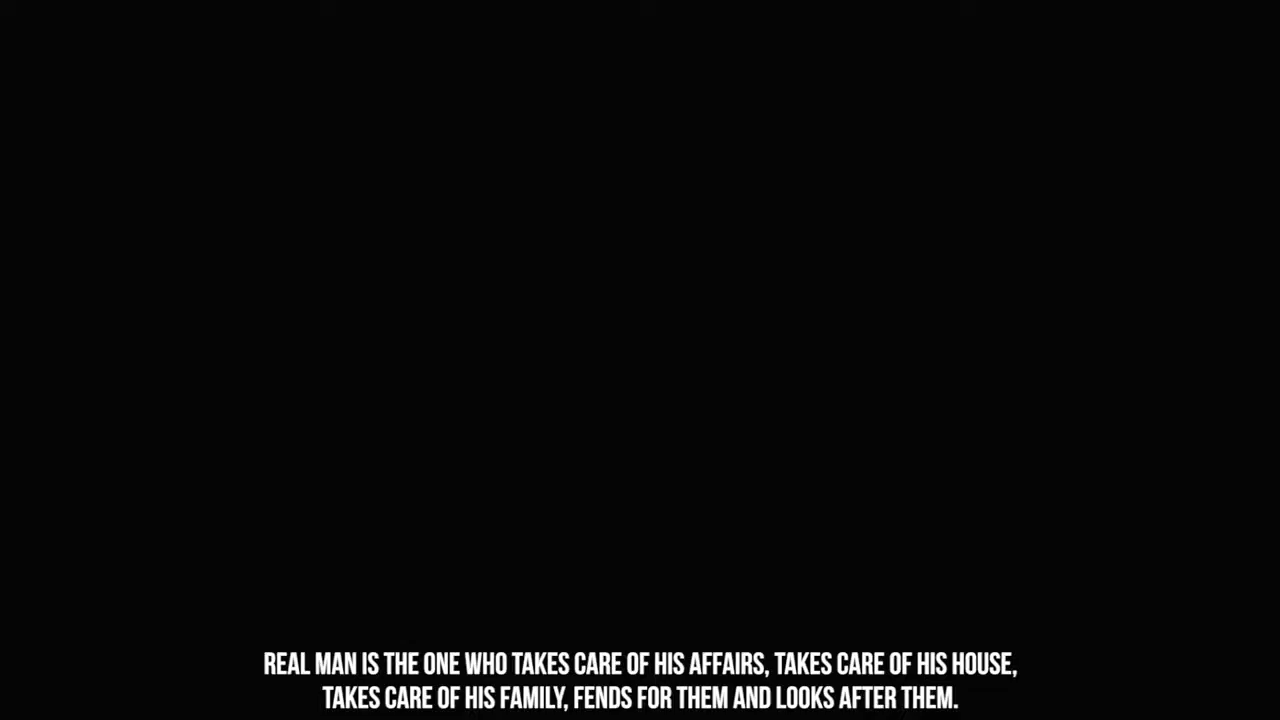 REAL MAN IS THE ONE WHO TAKES CARE OF HIS AFFAIRS, TAKES CARE OF HIS HOUSE,
TAKES CARE OF HIS FAMILY, FENDS FOR THEM AND LOOKS AFTER THEM.